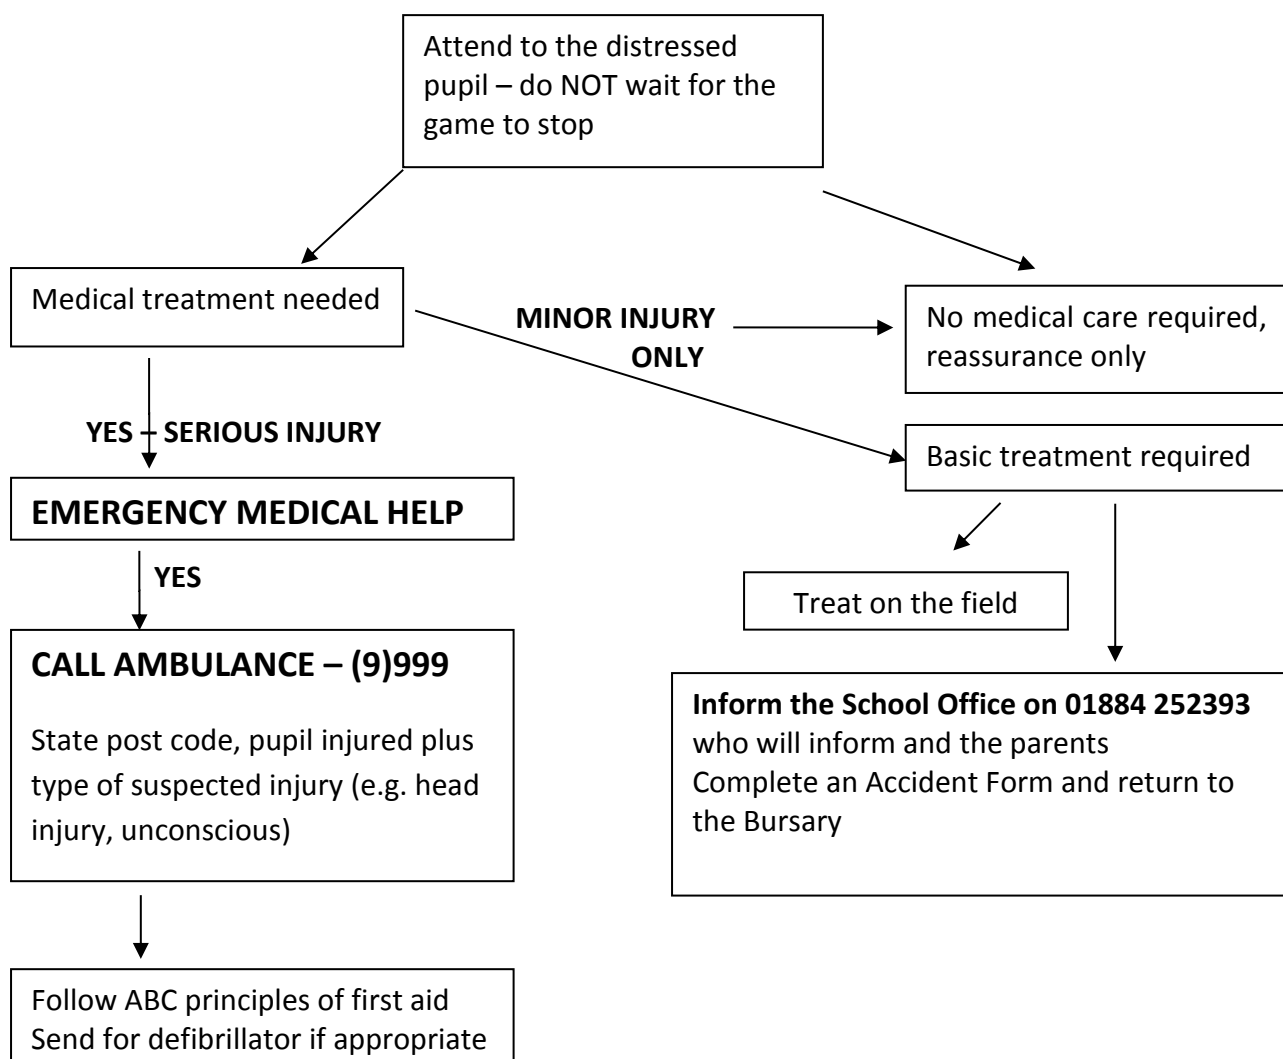 Attend to the distressed
pupil – do NOT wait for the
game to stop
Medical treatment needed
MINOR INJURY
ONLY
No medical care required,
reassurance only
YES – SERIOUS INJURY
Basic treatment required
EMERGENCY MEDICAL HELP
YES
Treat on the field
CALL AMBULANCE – (9)999
State post code, pupil injured plus
type of suspected injury (e.g. head
injury, unconscious)
Inform the School Office on 01884 252393
who will inform and the parents
Complete an Accident Form and return to
the Bursary
Follow ABC principles of first aid
Send for defibrillator if appropriate